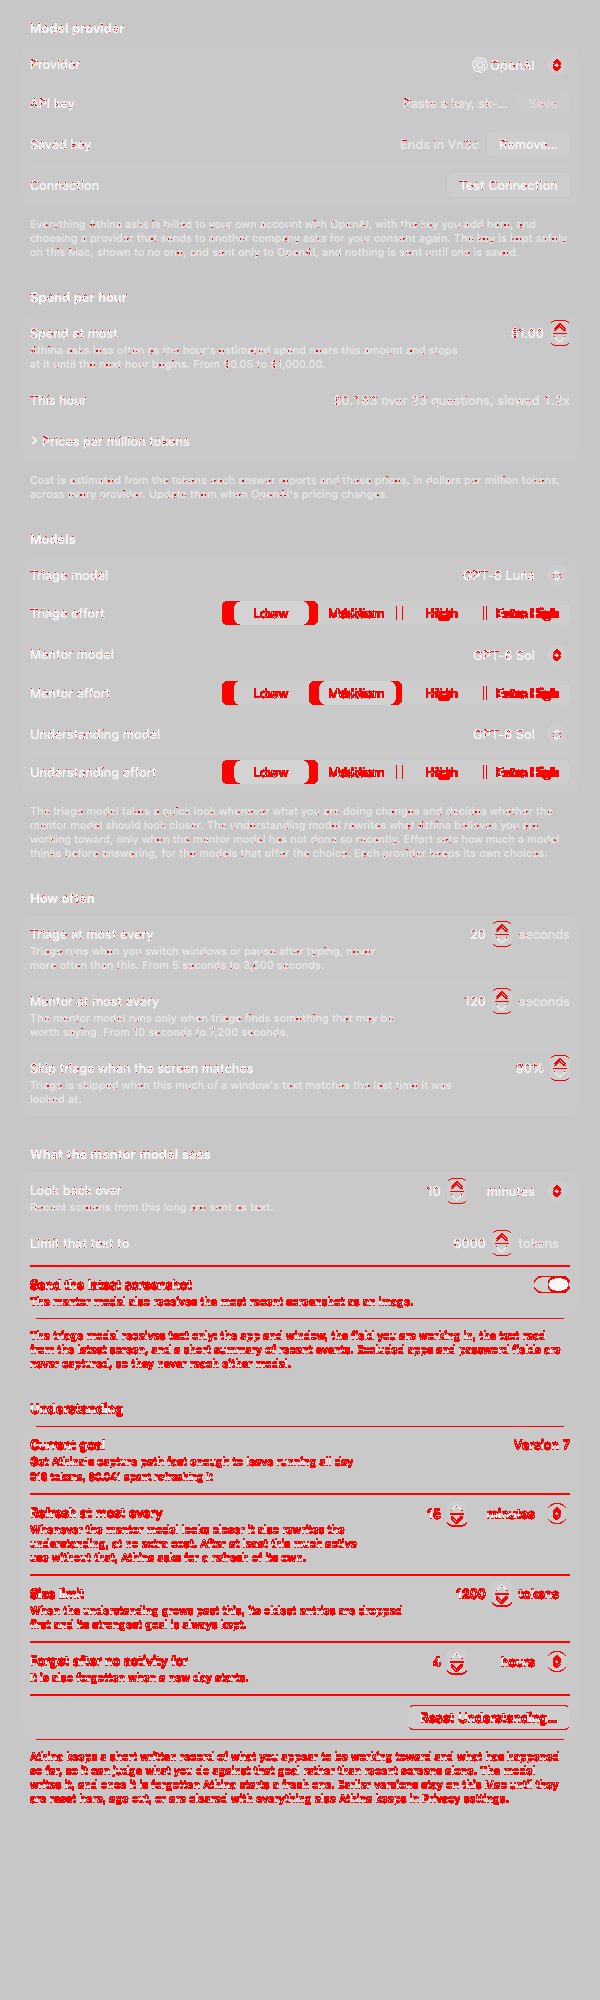 Model provider
Provider
OpenAI
API key
Paste a key, sk-...
Save
Saved key
Ends in
Remove...
Connection
Test Connection
Everything Athina asks is billed to your own account with OpenAI, with the key you add here, and
choosing a provider that sends to another company asks for your consent again. The key is kept safely
on this Mac, shown to no one, and sent only to OpenAI, and nothing is sent until one is saved.
Spend per hour
Spend at most
$1.00
Athina asks less often as the hour's estimated spend nears this amount and stops
at it until the next hour begins. From $0.05 to $1,000.00.
This hour
over 23 questions, slowed 1.2x
Prices per million tokens
Cost is estimated from the tokens each answer reports and these prices, in dollars per million tokens,
across every provider. Update them when OpenAI's pricing changes.
Models
Triage model
Luna
Triage effort
Low
Medium
High
Extra High
Mentor model
Sol
Mentor effort
Low
Medium
High
Extra High
Understanding model
Sol
Understanding effort
Low
Medium
High
Extra High
The triage model takes a quick look whenever what you are doing changes and decides whether the
mentor model should look closer. The understanding model rewrites what Athina believes you are
working toward, only when the mentor model has not done so recently. Effort sets how much a model
thinks before answering, for the models that offer the choice. Each provider keeps its own choices.
How often
Triage at most every
20
seconds
Triage runs when you switch windows or pause after typing, never
more often than this. From 5 seconds to 3,600 seconds.
Mentor at most every
120
seconds
The mentor model runs only when triage finds something that may be
worth saying. From 10 seconds to 7,200 seconds.
Skip triage when the screen matches
90%
Triage is skipped when this much of a window's text matches the last time it was
looked at.
What the mentor model sees
Look back over
10
minutes
Recent screens from this long are sent as text.
Limit that text to
tokens
Send the latest screenshot
The mentor model also receives the most recent screenshot as an image.
The triage model receives text only: the app and window, the field you are working in, the text read
from the latest screen, and a short summary of recent events. Excluded apps and password fields are
never captured, so they never reach either model.
Understanding
Current goal
Version 7
Get Athina's capture path fast enough to leave running all day
tokens, $0.041 spent refreshing it
Refresh at most every
15
minutes
Whenever the mentor model looks closer it also rewrites the
understanding, at no extra cost. After at least this much active
use without that, Athina asks for a refresh of its own.
Size limit
1200
tokens
When the understanding grows past this, its oldest entries are dropped
first and its strongest goal is always kept.
Forget after no activity for
4
hours
It is also forgotten when a new day starts.
Reset Understanding...
Athina keeps a short written record of what you appear to be working toward and what has happened
so far, so it can judge what you do against that goal rather than recent screens alone. The model
writes it, and once it is forgotten Athina starts a fresh one. Earlier versions stay on this Mac until they
are reset here, age out, or are cleared with everything else Athina keeps in Privacy settings.